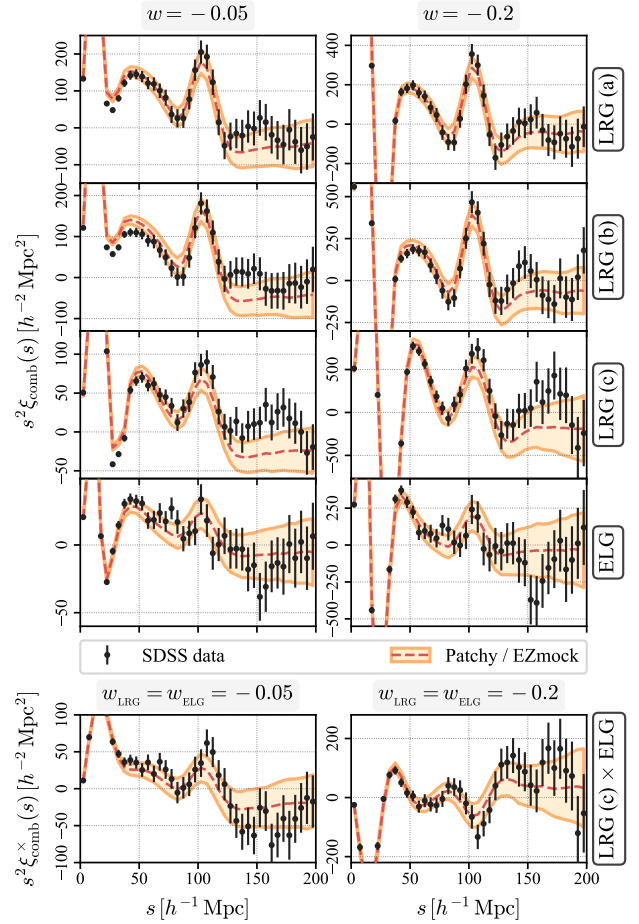 w = −0.05
w = −0.2
s²ξcomb(s) [h⁻² Mpc²]
200
100
0
−100
400
200
0
−200
LRG (a)
200
100
0
−100
500
250
0
−250
LRG (b)
100
50
0
−50
500
0
−500
LRG (c)
0
−50
250
0
−250
−500
ELG
SDSS data
Patchy / EZmock
w_LRG = w_ELG = −0.05
w_LRG = w_ELG = −0.2
s²ξ×comb(s) [h⁻² Mpc²]
100
50
0
−50
−100
200
0
−200
LRG (c) × ELG
0 50 100 150 200
0 50 100 150 200
s [h⁻¹ Mpc]
s [h⁻¹ Mpc]